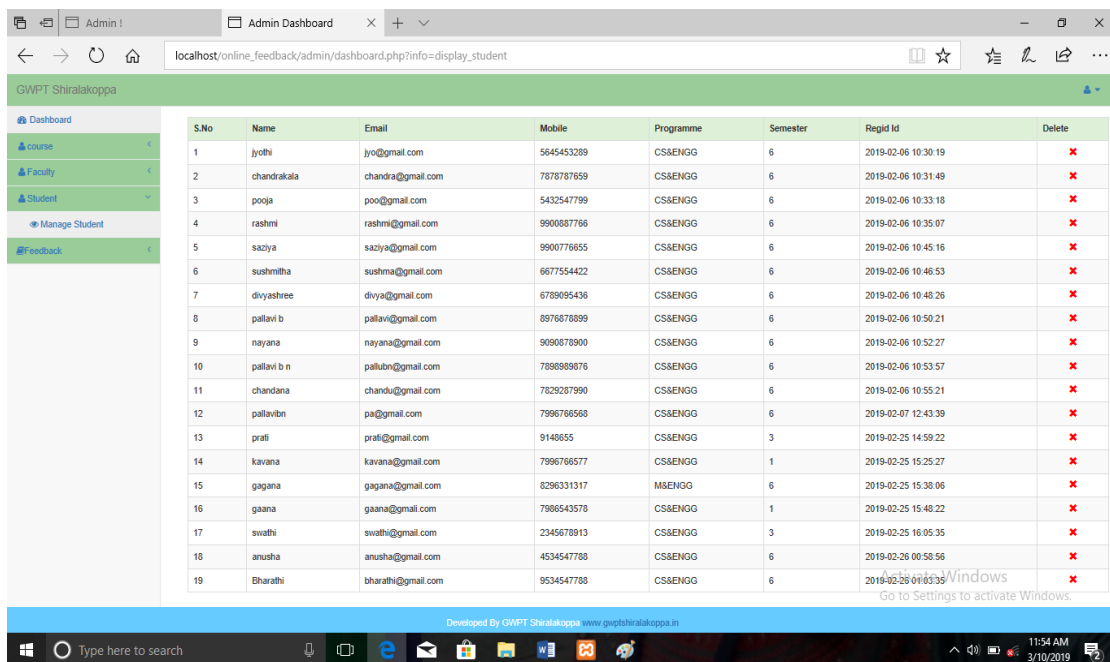 Admin !
Admin Dashboard
localhost/online_feedback/admin/dashboard.php?info=display_student
GWPT Shiralakoppa
Dashboard
course
Faculty
Student
Manage Student
Feedback
S.No Name Email Mobile Programme Semester Regid Id Delete
1 jyothi jyo@gmail.com 5645453289 CS&ENGG 6 2019-02-06 10:30:19
2 chandrakala chandra@gmail.com 7878787659 CS&ENGG 6 2019-02-06 10:31:49
3 pooja poo@gmail.com 5432547799 CS&ENGG 6 2019-02-06 10:33:18
4 rashmi rashmi@gmail.com 9900887766 CS&ENGG 6 2019-02-06 10:35:07
5 saziya saziya@gmail.com 9900776655 CS&ENGG 6 2019-02-06 10:45:16
6 sushmitha sushma@gmail.com 6677554422 CS&ENGG 6 2019-02-06 10:46:53
7 divyashree divya@gmail.com 6789095436 CS&ENGG 6 2019-02-06 10:48:26
8 pallavi b pallavi@gmail.com 8976878899 CS&ENGG 6 2019-02-06 10:50:21
9 nayana nayana@gmail.com 9090878900 CS&ENGG 6 2019-02-06 10:52:27
10 pallavi b n pallubn@gmail.com 7898989876 CS&ENGG 6 2019-02-06 10:53:57
11 chandana chandu@gmail.com 7829287990 CS&ENGG 6 2019-02-06 10:55:21
12 pallavibn pa@gmail.com 7996766568 CS&ENGG 6 2019-02-07 12:43:39
13 prati prati@gmail.com 9148655 CS&ENGG 3 2019-02-25 14:59:22
14 kavana kavana@gmail.com 7996766577 CS&ENGG 1 2019-02-25 15:25:27
15 gagana gagana@gmail.com 8296331317 M&ENGG 6 2019-02-25 15:38:06
16 gaana gaana@gmali.com 7986543578 CS&ENGG 1 2019-02-25 15:48:22
17 swathi swathi@gmail.com 2345678913 CS&ENGG 3 2019-02-25 16:05:35
18 anusha anusha@gmail.com 4534547788 CS&ENGG 6 2019-02-26 00:58:56
19 Bharathi bharathi@gmail.com 9534547788 CS&ENGG 6 2019-02-26 01:03:35
Activate Windows
Go to Settings to activate Windows.
Developed By GWPT Shiralakoppa www.gwptshiralakoppa.in
Type here to search
11:54 AM
3/10/2019
2